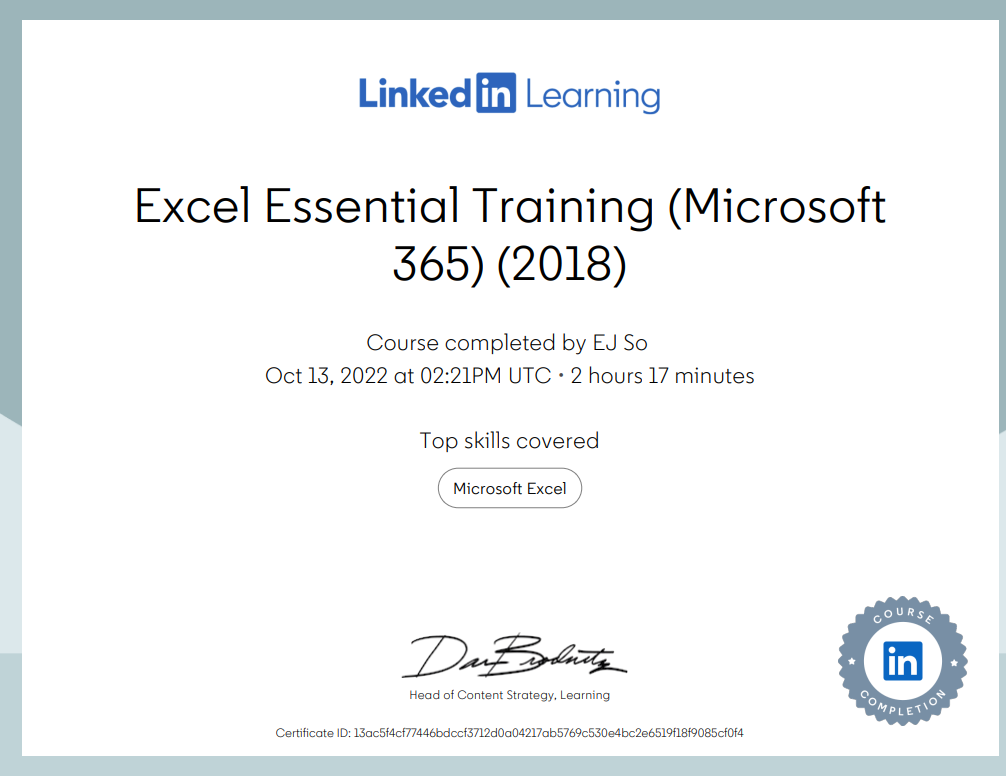 Linked in Learning
Excel Essential Training (Microsoft
365) (2018)
Course completed by EJ So
Oct 13, 2022 at 02:21PM UTC • 2 hours 17 minutes
Top skills covered
Microsoft Excel
Dan Brodnitz
Head of Content Strategy, Learning
Certificate ID: 13ac5f4cf77446bdccf3712d0a04217ab5769c530e4bc2e6519f18f9085cf0f4
COURSE
in
COMPLETION